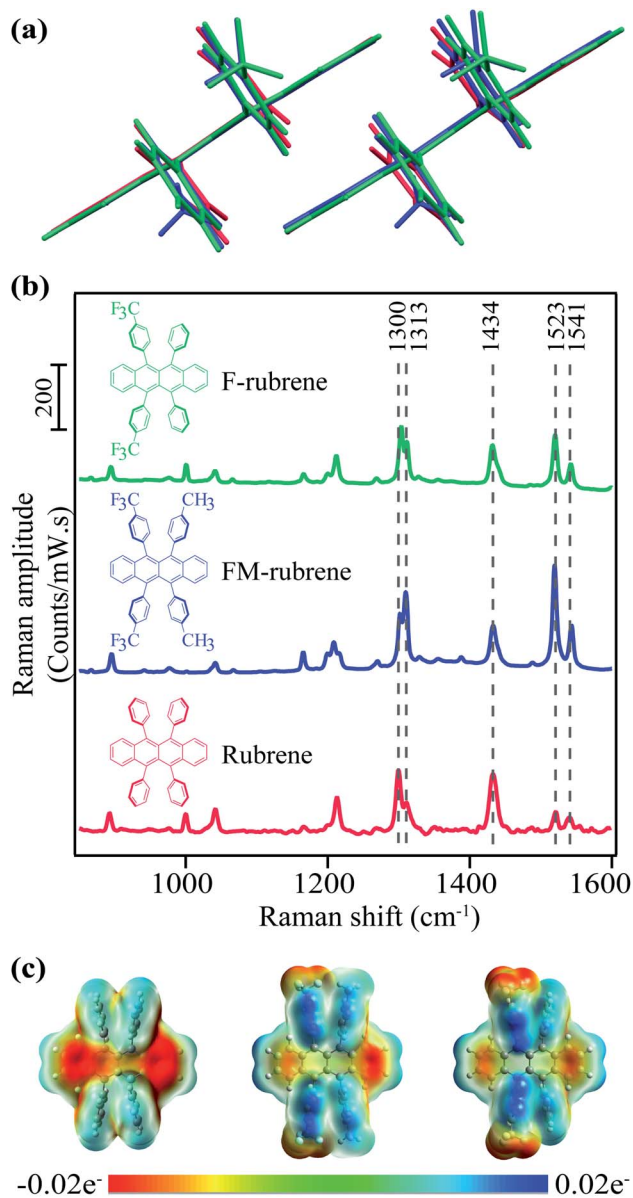 (a)
(b)
1300
1313
1434
1523
1541
200
F₃C
F-rubrene
F₃C
F₃C CH₃
FM-rubrene
F₃C CH₃
Rubrene
Raman amplitude
(Counts/mW.s)
1000 1200 1400 1600
Raman shift (cm⁻¹)
(c)
-0.02e⁻ 0.02e⁻